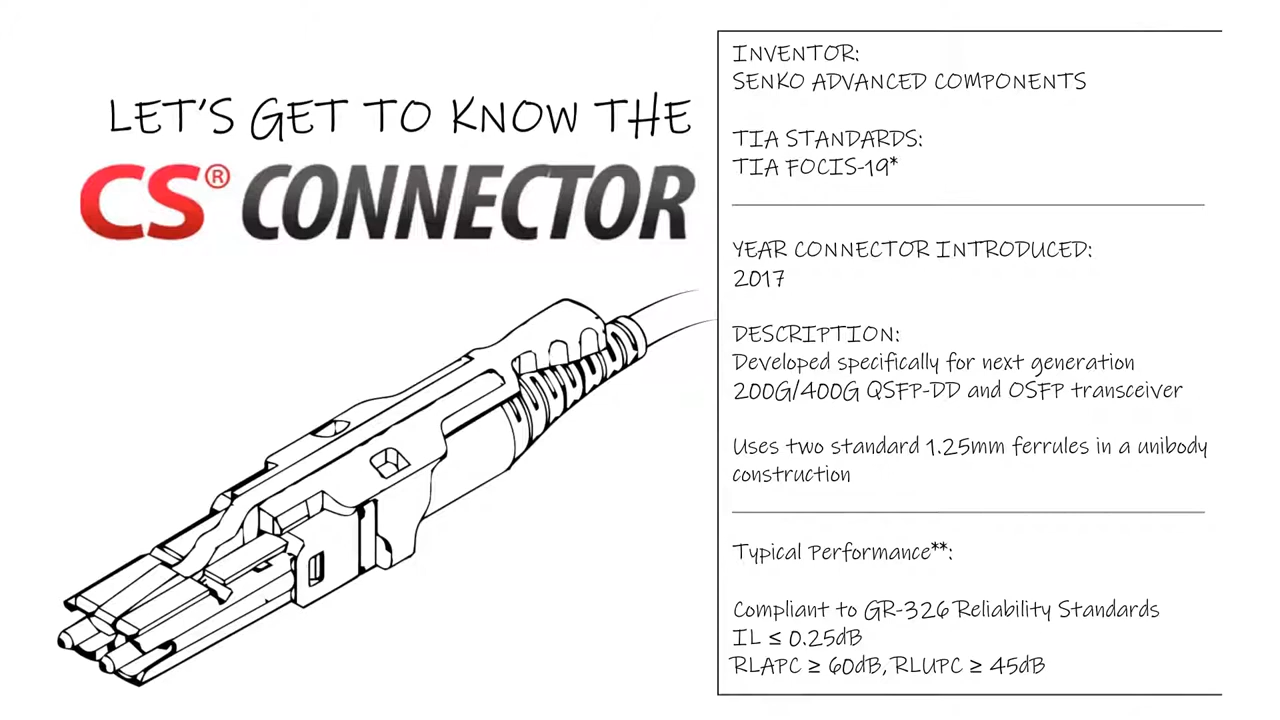 LET'S GET TO KNOW THE
CS® CONNECTOR
INVENTOR:
SENKO ADVANCED COMPONENTS
TIA STANDARDS:
TIA FOCIS-19*
YEAR CONNECTOR INTRODUCED:
2017
DESCRIPTION:
Developed specifically for next generation
200G/400G QSFP-DD and OSFP transceiver
Uses two standard 1.25mm ferrules in a unibody
construction
Typical Performance**:
Compliant to GR-326 Reliability Standards
IL ≤ 0.25dB
RLAPC ≥ 60dB, RLUPC ≥ 45dB